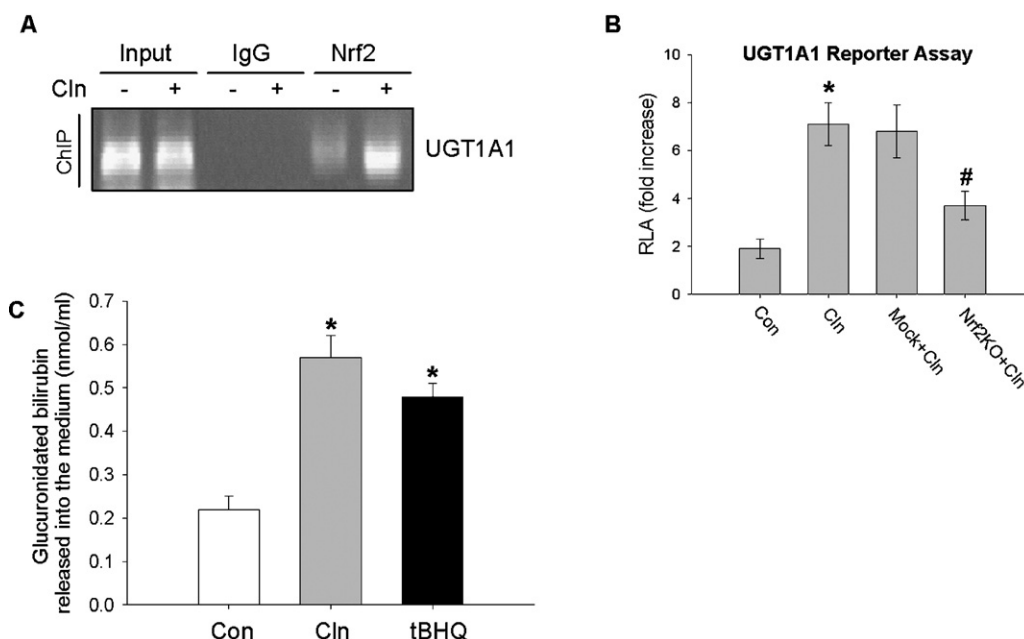 A
Input IgG Nrf2
Cln - + - + - +
ChIP
UGT1A1
B
UGT1A1 Reporter Assay
RLA (fold increase)
10
8
6
4
2
0
*
#
Con
Cln
Mock+Cln
Nrf2KO+Cln
C
Glucuronidated bilirubin
released into the medium (nmol/ml)
0.7
0.6
0.5
0.4
0.3
0.2
0.1
0.0
*
*
Con Cln tBHQ